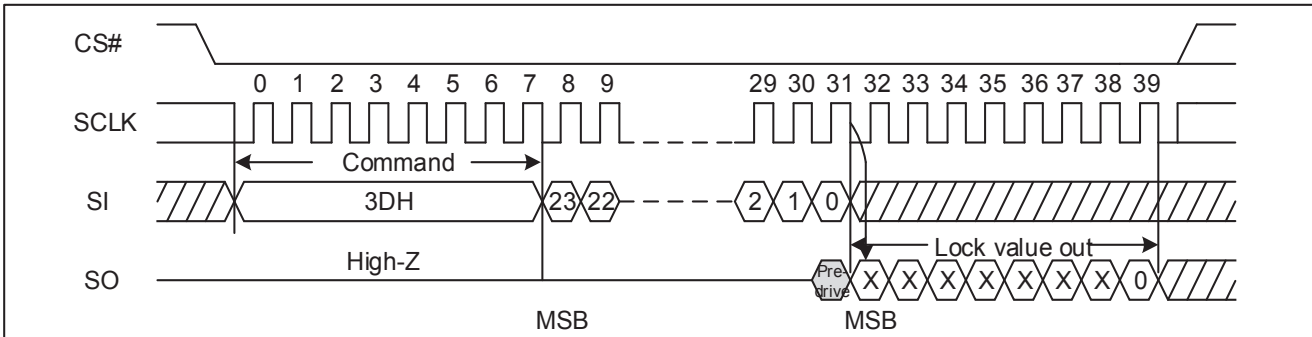 CS#
0 1 2 3 4 5 6 7 8 9 29 30 31 32 33 34 35 36 37 38 39
SCLK
Command
SI 3DH 23 22 2 1 0
Lock value out
High-Z
SO Pre-drive X X X X X X X 0
MSB MSB